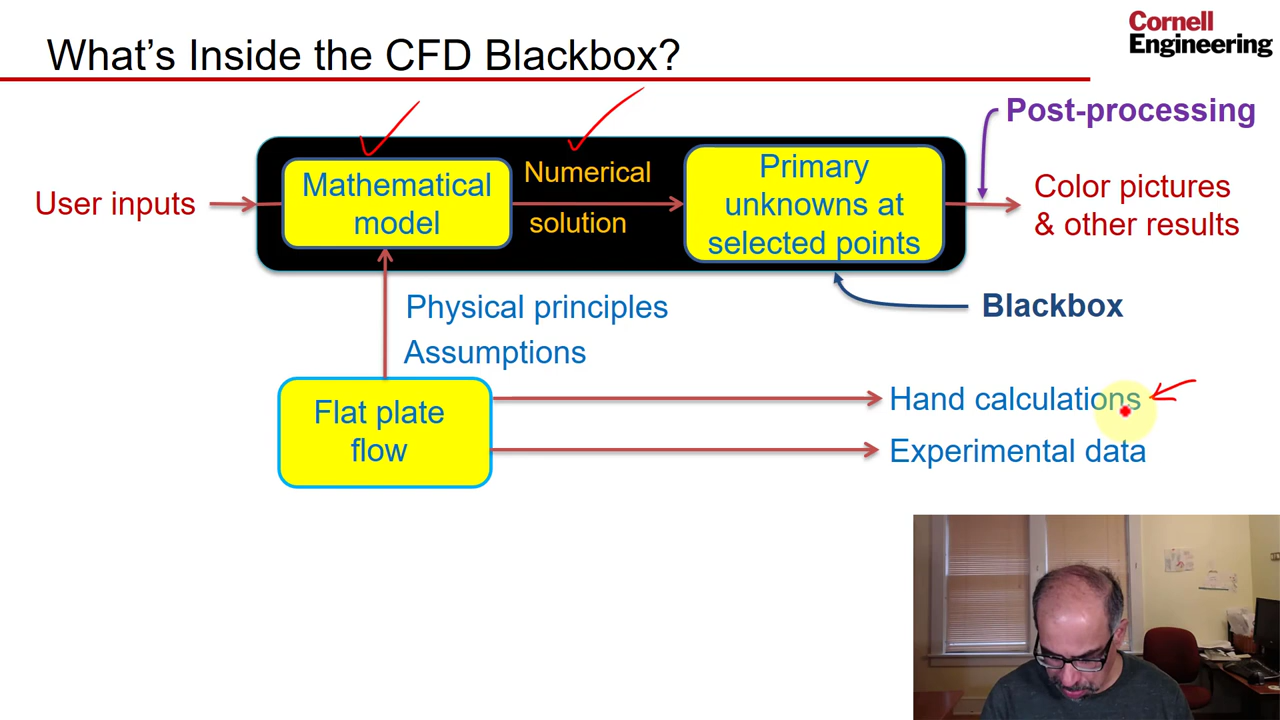 What's Inside the CFD Blackbox?
Cornell
Engineering
Post-processing
User inputs
Mathematical
model
Numerical
solution
Primary
unknowns at
selected points
Color pictures
& other results
Physical principles
Assumptions
Blackbox
Flat plate
flow
Hand calculations
Experimental data